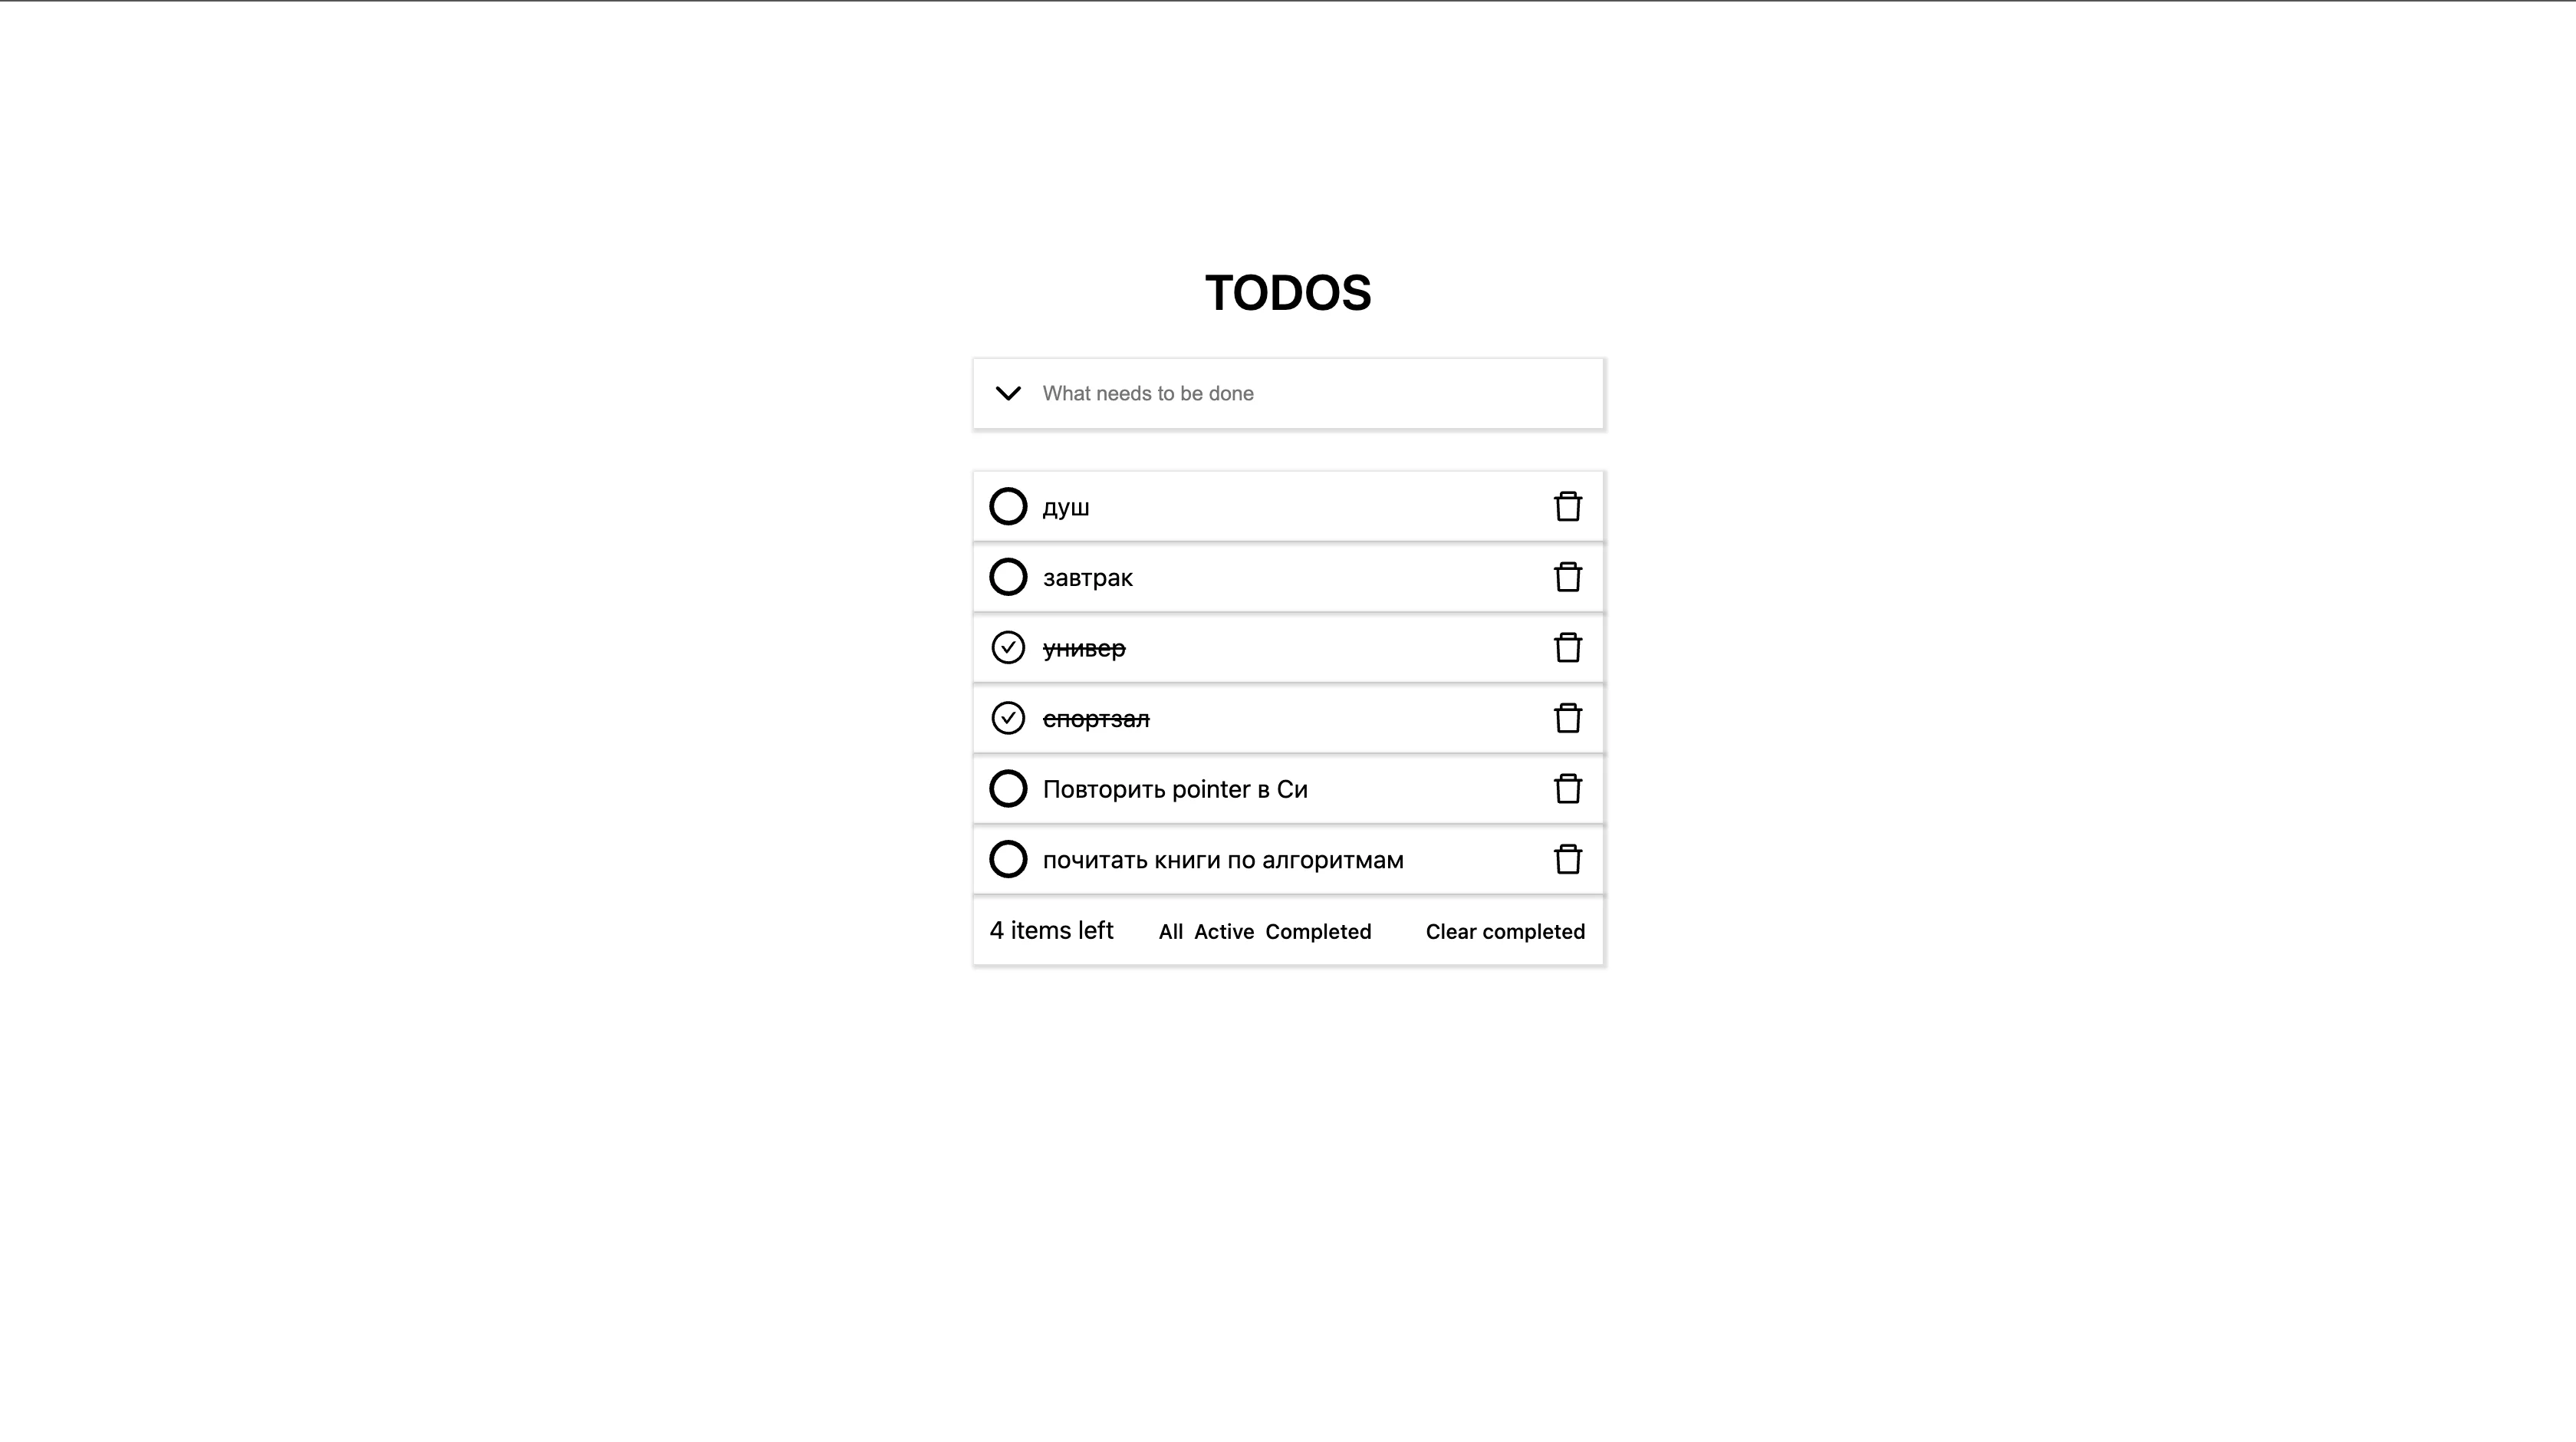 TODOS
What needs to be done
душ
завтрак
универ
спортзал
Повторить pointer в Си
почитать книги по алгоритмам
4 items left All Active Completed Clear completed